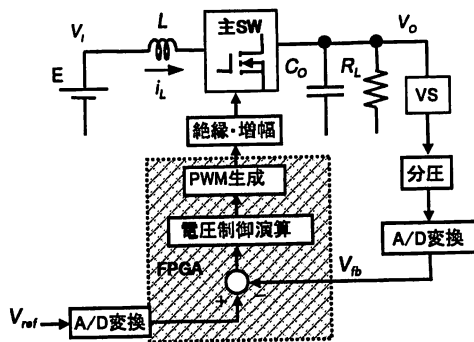 L
主SW
V_I
V_O
E
i_L
C_O
R_L
VS
絶縁・増幅
PWM生成
分圧
電圧制御演算
A/D変換
FPGA
V_fb
+
−
V_ref
A/D変換